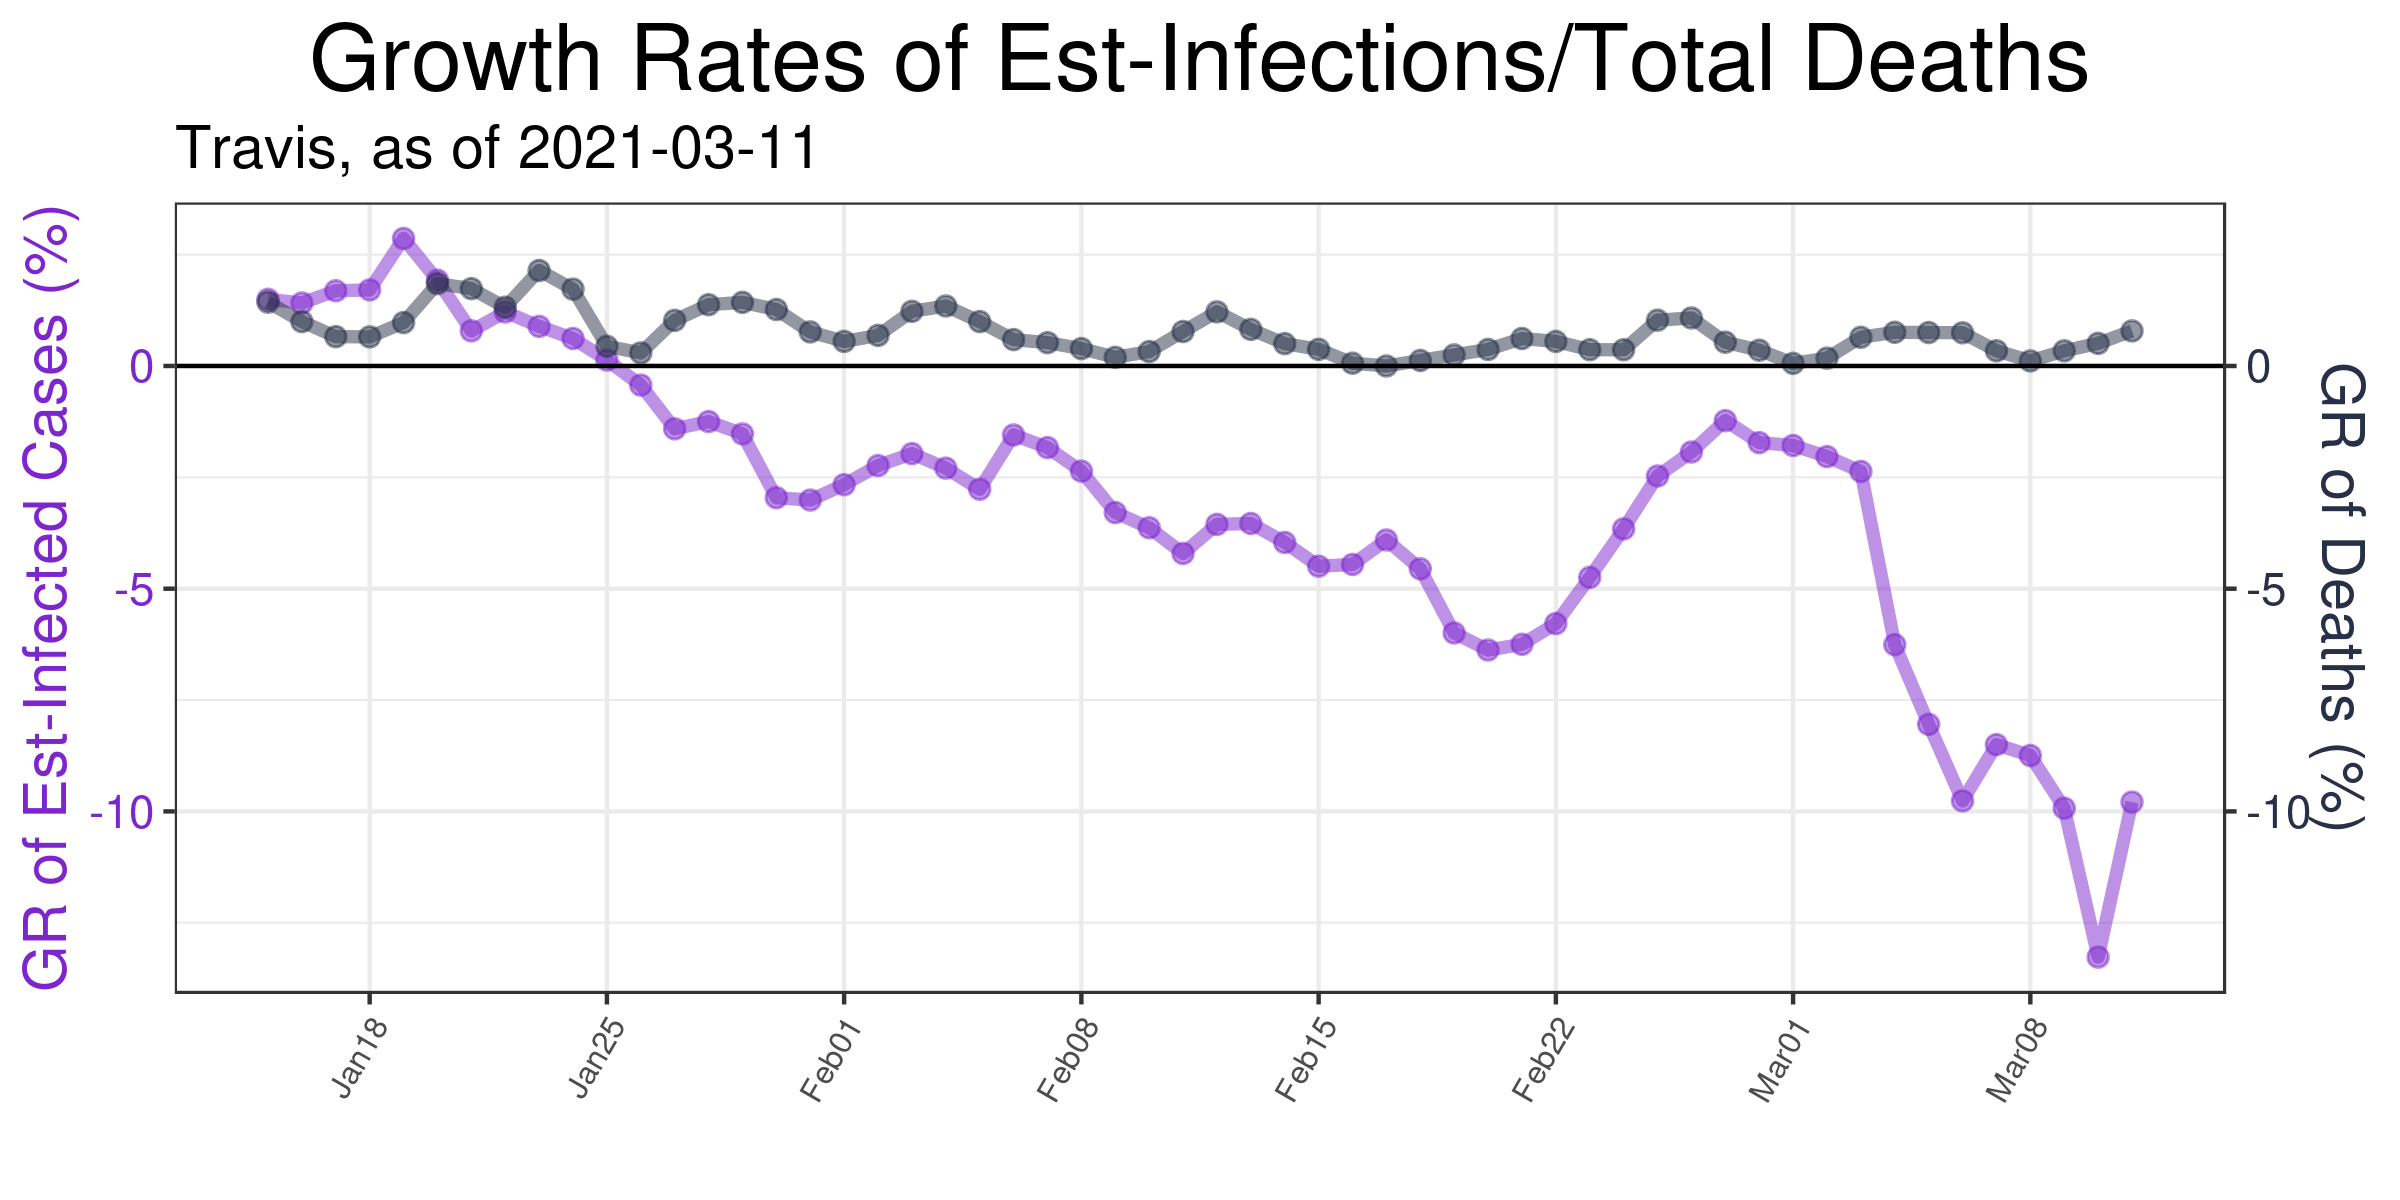 Growth Rates of Est-Infections/Total Deaths
Travis, as of 2021-03-11
GR of Est-Infected Cases (%)
0
-5
-10
0
-5
-10
GR of Deaths (%)
Jan18
Jan25
Feb01
Feb08
Feb15
Feb22
Mar01
Mar08